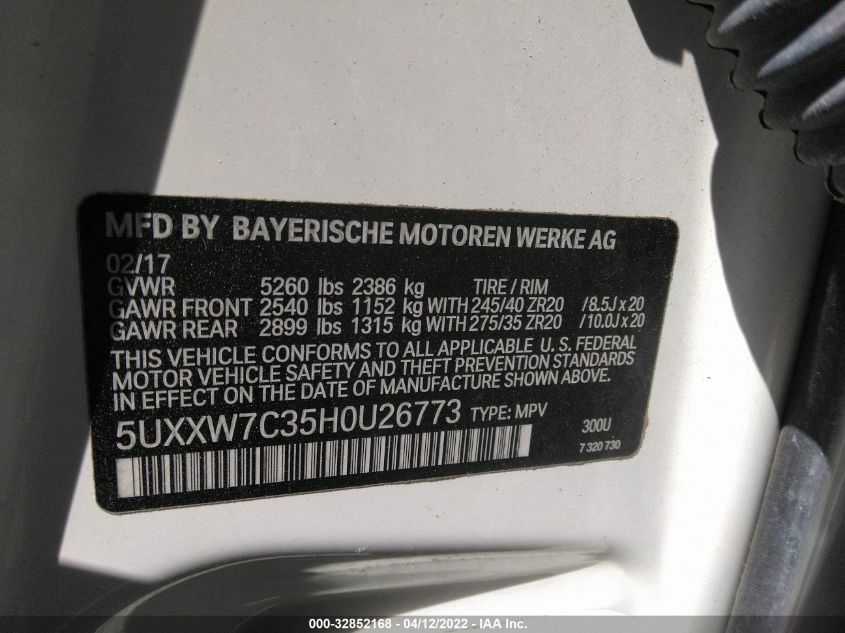 MFD BY BAYERISCHE MOTOREN WERKE AG
02/17
GVWR 5260 lbs 2386 kg TIRE / RIM
GAWR FRONT 2540 lbs 1152 kg WITH 245/40 ZR20 / 8.5J x 20
GAWR REAR 2899 lbs 1315 kg WITH 275/35 ZR20 / 10.0J x 20
THIS VEHICLE CONFORMS TO ALL APPLICABLE U. S. FEDERAL
MOTOR VEHICLE SAFETY AND THEFT PREVENTION STANDARDS
IN EFFECT ON THE DATE OF MANUFACTURE SHOWN ABOVE.
5UXXW7C35H0U26773 TYPE: MPV 300U
7 320 730
000-32852168 - 04/12/2022 - IAA Inc.